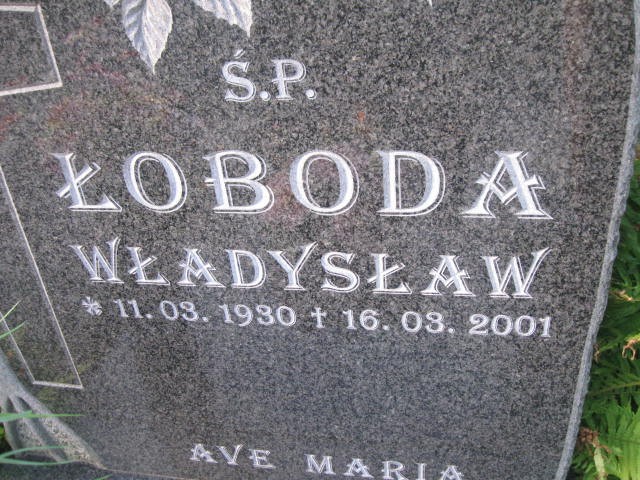 Ś.P.
ŁOBODA
WŁADYSŁAW
* 11. 03. 1930 † 16. 03. 2001
AVE MARIA